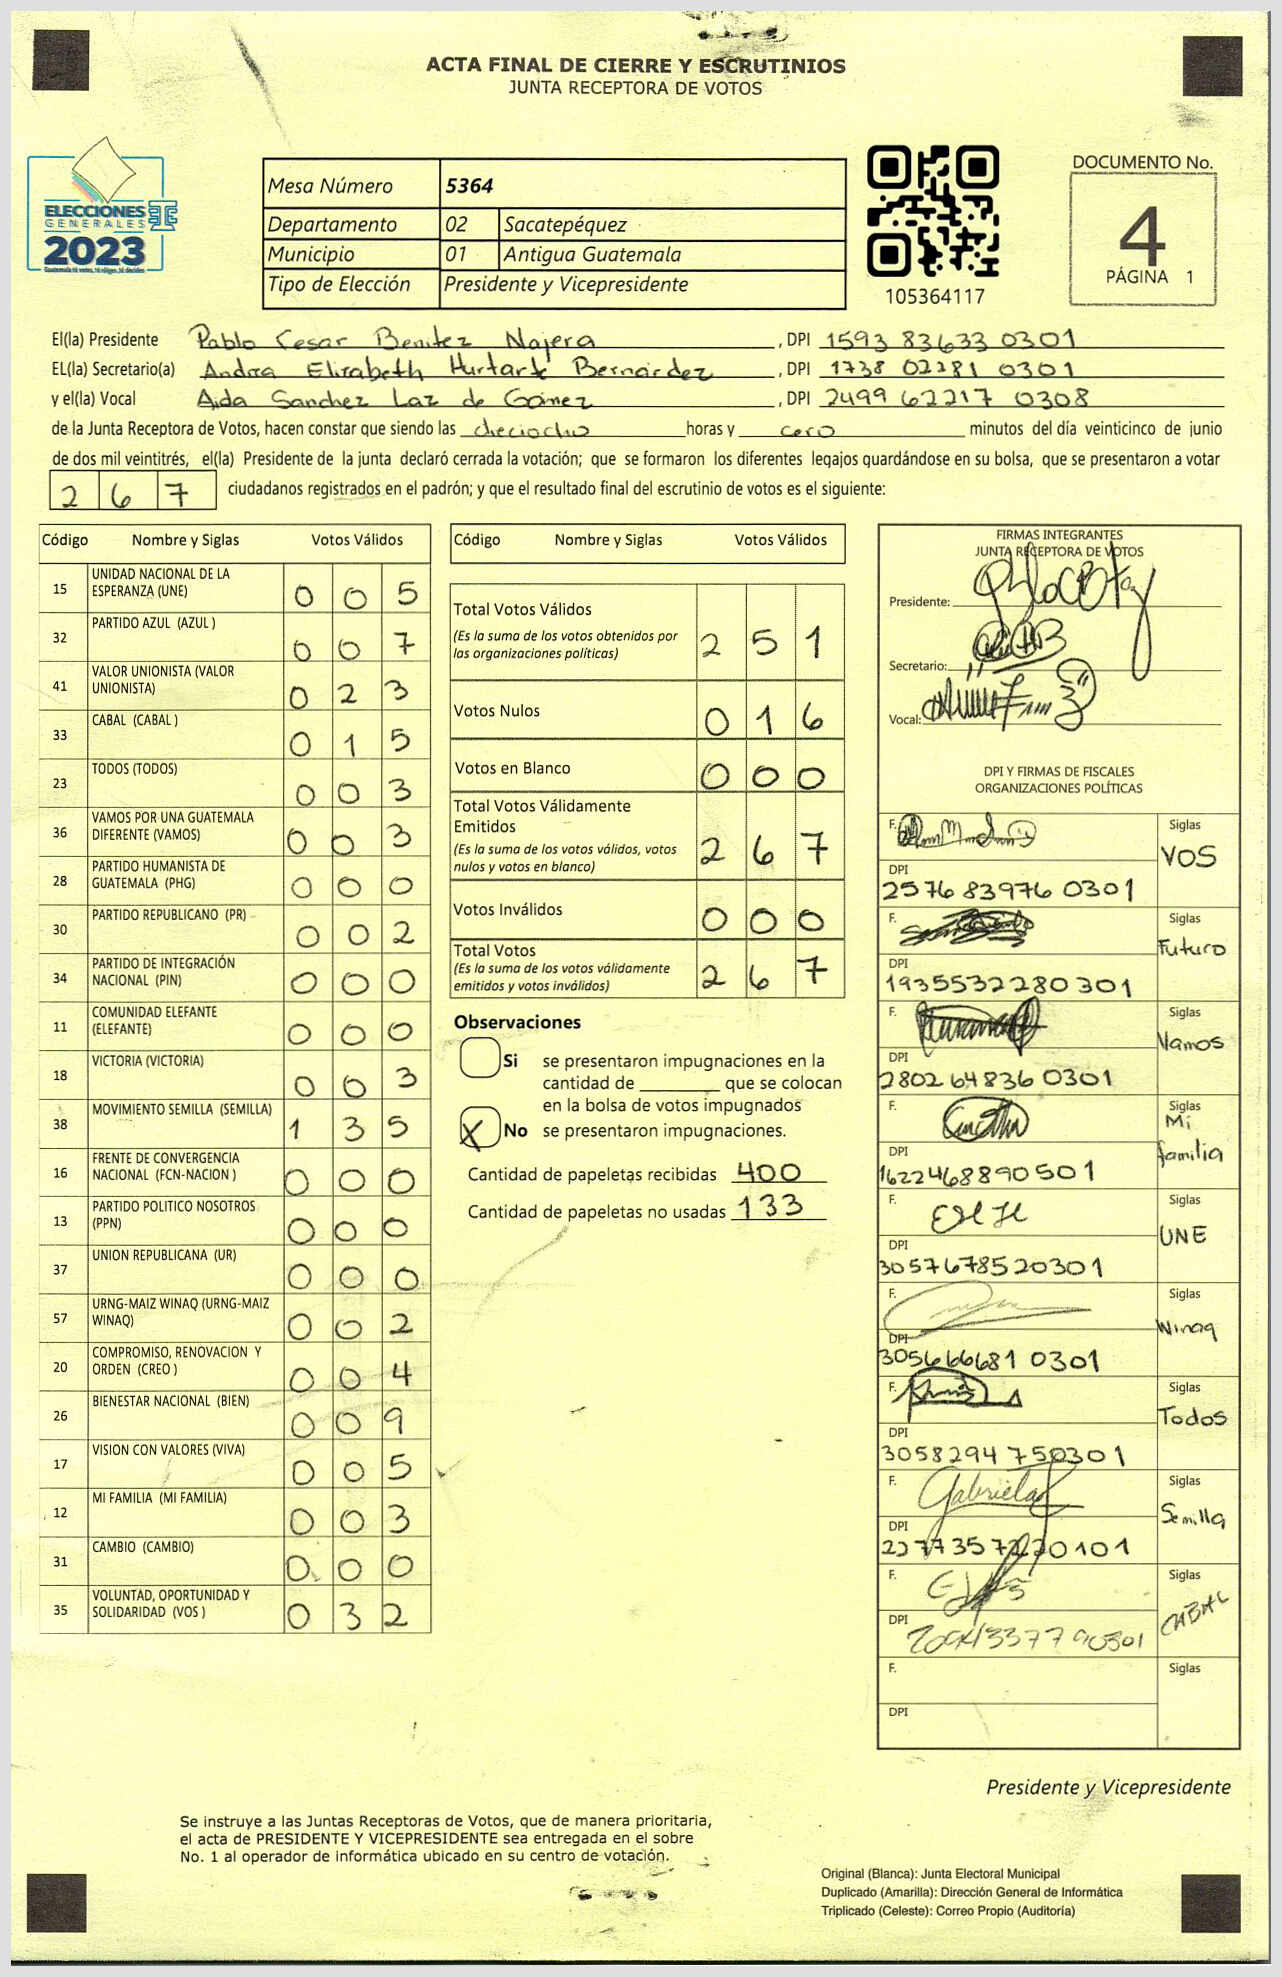 ACTA FINAL DE CIERRE Y ESCRUTINIOS
JUNTA RECEPTORA DE VOTOS
ELECCIONES
GENERALES
2023
Mesa Número 5364
Departamento 02 Sacatepéquez
Municipio 01 Antigua Guatemala
Tipo de Elección Presidente y Vicepresidente
105364117
DOCUMENTO No.
4
PÁGINA 1
El(la) Presidente Pablo Cesar Benitez Najera, DPI 1593 83633 0301
EL(la) Secretario(a) Andrea Elizabeth Hurtarte Bernardez, DPI 1738 02281 0301
y el(la) Vocal Aida Sanchez Laz de Gómez, DPI 2499 62217 0308
de la Junta Receptora de Votos, hacen constar que siendo las dieciocho horas y cero minutos del día veinticinco de junio
de dos mil veintitrés, el(la) Presidente de la junta declaró cerrada la votación; que se formaron los diferentes legajos guardándose en su bolsa, que se presentaron a votar
2 6 7 ciudadanos registrados en el padrón; y que el resultado final del escrutinio de votos es el siguiente:
Código Nombre y Siglas Votos Válidos
15 UNIDAD NACIONAL DE LA ESPERANZA (UNE) 0 0 5
32 PARTIDO AZUL (AZUL ) 0 0 7
41 VALOR UNIONISTA (VALOR UNIONISTA) 0 2 3
33 CABAL (CABAL ) 0 1 5
23 TODOS (TODOS) 0 0 3
36 VAMOS POR UNA GUATEMALA DIFERENTE (VAMOS) 0 0 3
28 PARTIDO HUMANISTA DE GUATEMALA (PHG) 0 0 0
30 PARTIDO REPUBLICANO (PR) 0 0 2
34 PARTIDO DE INTEGRACIÓN NACIONAL (PIN) 0 0 0
11 COMUNIDAD ELEFANTE (ELEFANTE) 0 0 0
18 VICTORIA (VICTORIA) 0 0 3
38 MOVIMIENTO SEMILLA (SEMILLA) 1 3 5
16 FRENTE DE CONVERGENCIA NACIONAL (FCN-NACION ) 0 0 0
13 PARTIDO POLITICO NOSOTROS (PPN) 0 0 0
37 UNION REPUBLICANA (UR) 0 0 0
57 URNG-MAIZ WINAQ (URNG-MAIZ WINAQ) 0 0 2
20 COMPROMISO, RENOVACION Y ORDEN (CREO ) 0 0 4
26 BIENESTAR NACIONAL (BIEN) 0 0 9
17 VISION CON VALORES (VIVA) 0 0 5
12 MI FAMILIA (MI FAMILIA) 0 0 3
31 CAMBIO (CAMBIO) 0 0 0
35 VOLUNTAD, OPORTUNIDAD Y SOLIDARIDAD (VOS ) 0 3 2
Código Nombre y Siglas Votos Válidos
Total Votos Válidos 2 5 1
(Es la suma de los votos obtenidos por
las organizaciones políticas)
Votos Nulos 0 1 6
Votos en Blanco 0 0 0
Total Votos Válidamente
Emitidos 2 6 7
(Es la suma de los votos válidos, votos
nulos y votos en blanco)
Votos Inválidos 0 0 0
Total Votos 2 6 7
(Es la suma de los votos válidamente
emitidos y votos inválidos)
Observaciones
Si se presentaron impugnaciones en la
cantidad de ________ que se colocan
en la bolsa de votos impugnados
X No se presentaron impugnaciones.
Cantidad de papeletas recibidas 400
Cantidad de papeletas no usadas 133
FIRMAS INTEGRANTES
JUNTA RECEPTORA DE VOTOS
Presidente:
Secretario:
Vocal:
DPI Y FIRMAS DE FISCALES
ORGANIZACIONES POLÍTICAS
F. Siglas
VOS
DPI
2576 83976 0301
F. Siglas
Futuro
DPI
1935532280301
F. Siglas
Vamos
DPI
2802 64836 0301
F. Siglas
Mi
familia
DPI
1622468890501
F. Siglas
UNE
DPI
3057678520301
F. Siglas
Winaq
DPI
305666681 0301
F. Siglas
Todos
DPI
3058294750301
F. Gabriela Siglas
Semilla
DPI
F. Siglas
CABAL
DPI
F. Siglas
DPI
Presidente y Vicepresidente
Se instruye a las Juntas Receptoras de Votos, que de manera prioritaria,
el acta de PRESIDENTE Y VICEPRESIDENTE sea entregada en el sobre
No. 1 al operador de informática ubicado en su centro de votación.
Original (Blanca): Junta Electoral Municipal
Duplicado (Amarilla): Dirección General de Informática
Triplicado (Celeste): Correo Propio (Auditoría)